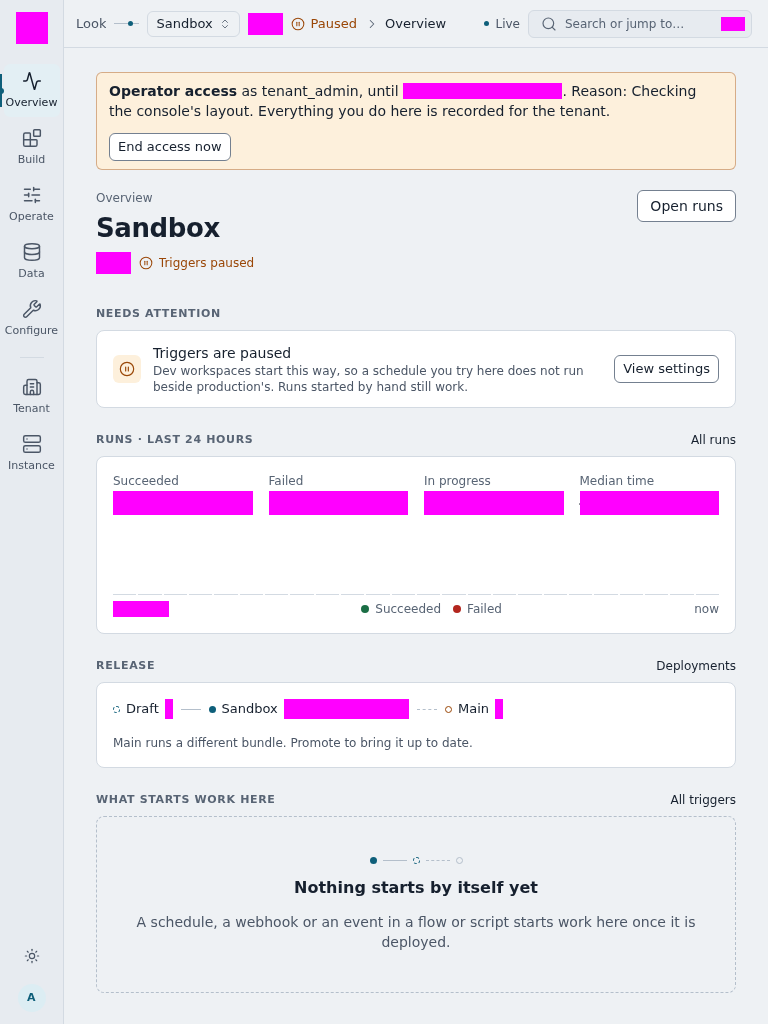 Look Sandbox Paused Overview Live Search or jump to…
Overview
Build
Operate
Data
Configure
Tenant
Instance
A
Operator access as tenant_admin, until . Reason: Checking
the console's layout. Everything you do here is recorded for the tenant.
End access now
Overview
Sandbox
Open runs
Triggers paused
NEEDS ATTENTION
Triggers are paused
Dev workspaces start this way, so a schedule you try here does not run
beside production's. Runs started by hand still work.
View settings
RUNS · LAST 24 HOURS All runs
Succeeded Failed In progress Median time
Succeeded Failed now
RELEASE Deployments
Draft Sandbox Main
Main runs a different bundle. Promote to bring it up to date.
WHAT STARTS WORK HERE All triggers
Nothing starts by itself yet
A schedule, a webhook or an event in a flow or script starts work here once it is
deployed.